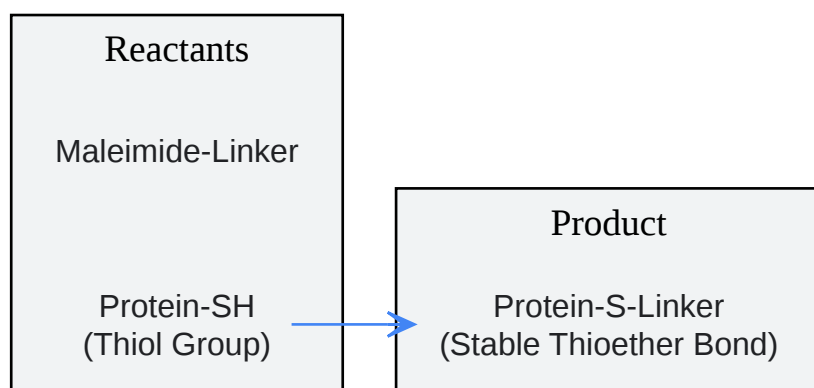 Reactants
Maleimide-Linker
Protein-SH
(Thiol Group)
Product
Protein-S-Linker
(Stable Thioether Bond)